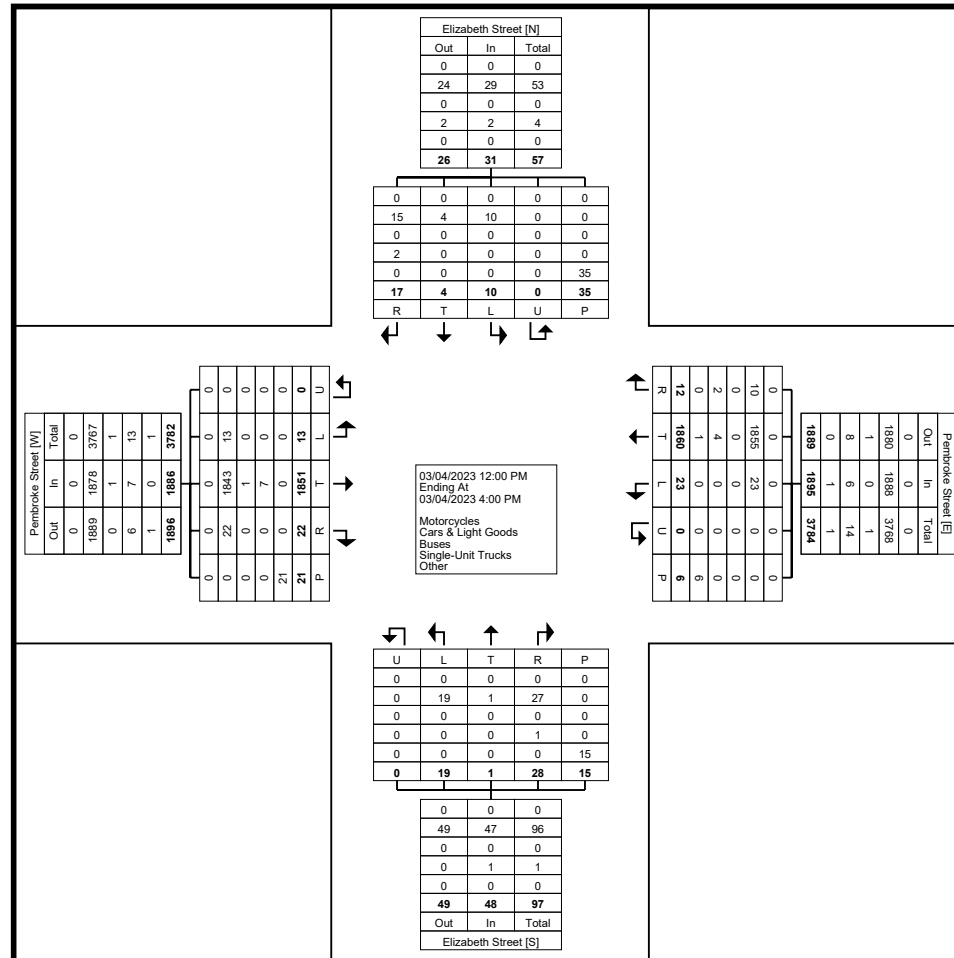 Elizabeth Street [N]
Out In Total
0 0 0
24 29 53
0 0 0
2 2 4
0 0 0
26 31 57
0 0 0 0 0
15 4 10 0 0
0 0 0 0 0
2 0 0 0 0
0 0 0 0 35
17 4 10 0 35
R T L U P
Pembroke Street [W]
Out In Total
0 0 0
1889 1878 3767
0 1 1
6 7 13
1 0 1
1896 1886 3782
0 0 0 0 0
0 22 1843 13 0
0 0 1 0 0
0 0 7 0 0
21 0 0 0 0
21 22 1851 13 0
P R T L U
03/04/2023 12:00 PM
Ending At
03/04/2023 4:00 PM
Motorcycles
Cars & Light Goods
Buses
Single-Unit Trucks
Other
Pembroke Street [E]
Out In Total
0 0 0
1880 1888 3768
1 0 1
8 6 14
0 1 1
1889 1895 3784
0 0 0 0 0
10 1855 23 0 0
0 0 0 0 0
2 4 0 0 0
0 1 0 0 6
12 1860 23 0 6
R T L U P
U L T R P
0 0 0 0 0
0 19 1 27 0
0 0 0 0 0
0 0 0 1 0
0 0 0 0 15
0 19 1 28 15
0 0 0
49 47 96
0 0 0
0 1 1
0 0 0
49 48 97
Out In Total
Elizabeth Street [S]